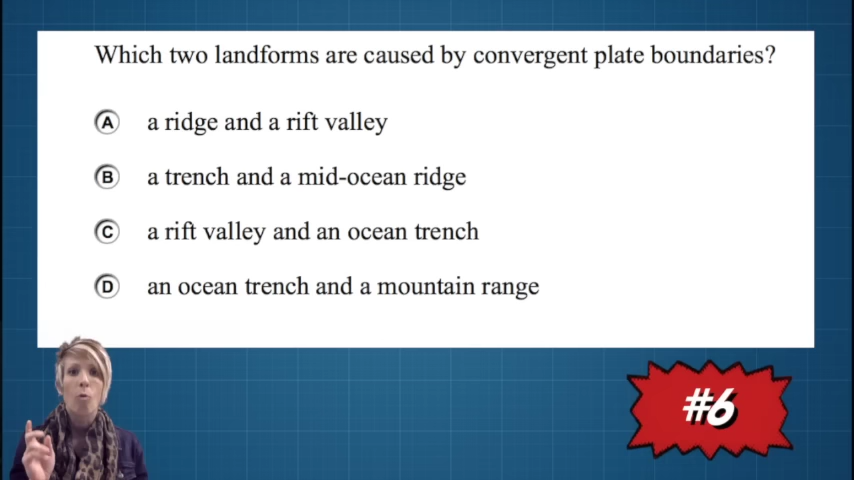 Which two landforms are caused by convergent plate boundaries?
A a ridge and a rift valley
B a trench and a mid-ocean ridge
C a rift valley and an ocean trench
D an ocean trench and a mountain range
#6